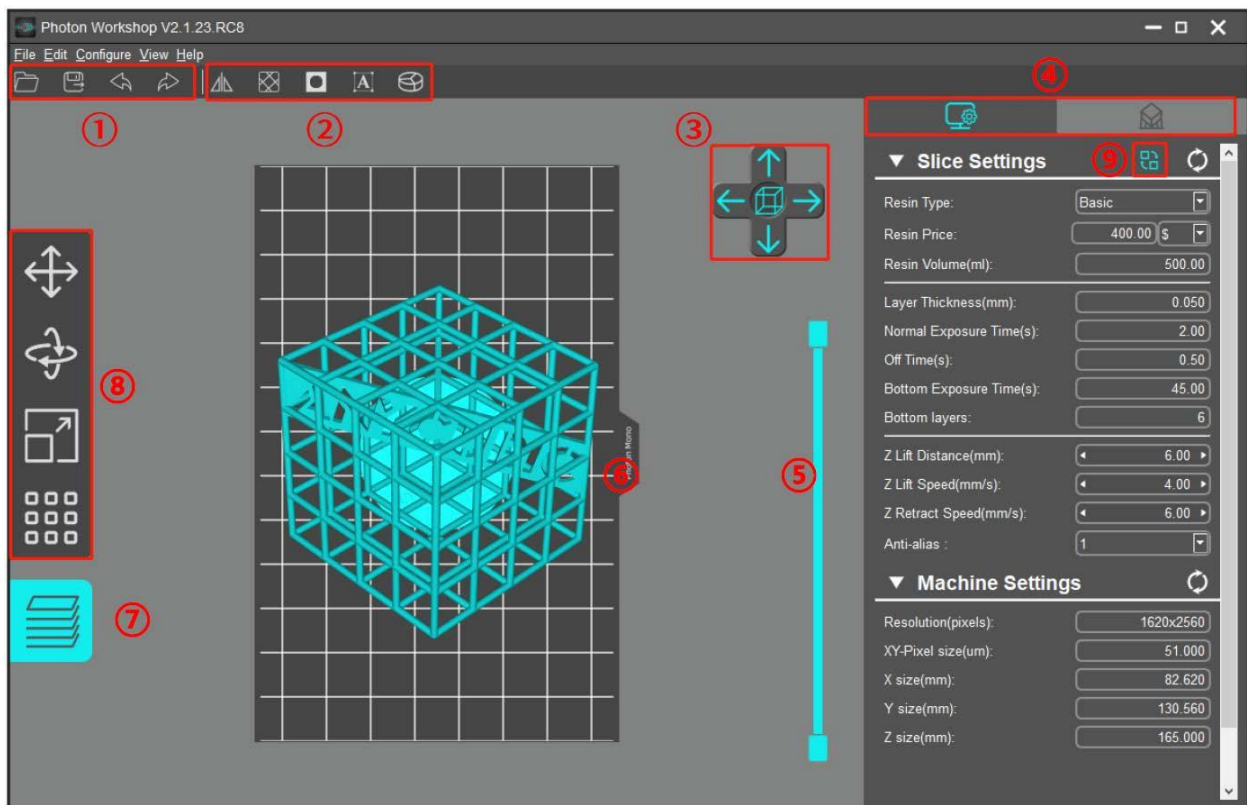 Photon Workshop V2.1.23.RC8
File Edit Configure View Help
①
②
③
④
A
Slice Settings
⑨
Resin Type: Basic
Resin Price: 400.00 $
Resin Volume(ml): 500.00
Layer Thickness(mm): 0.050
Normal Exposure Time(s): 2.00
Off Time(s): 0.50
Bottom Exposure Time(s): 45.00
Bottom layers: 6
Z Lift Distance(mm): 6.00
Z Lift Speed(mm/s): 4.00
Z Retract Speed(mm/s): 6.00
Anti-alias : 1
Machine Settings
Resolution(pixels): 1620x2560
XY-Pixel size(um): 51.000
X size(mm): 82.620
Y size(mm): 130.560
Z size(mm): 165.000
⑧
Mono
⑥
⑤
⑦